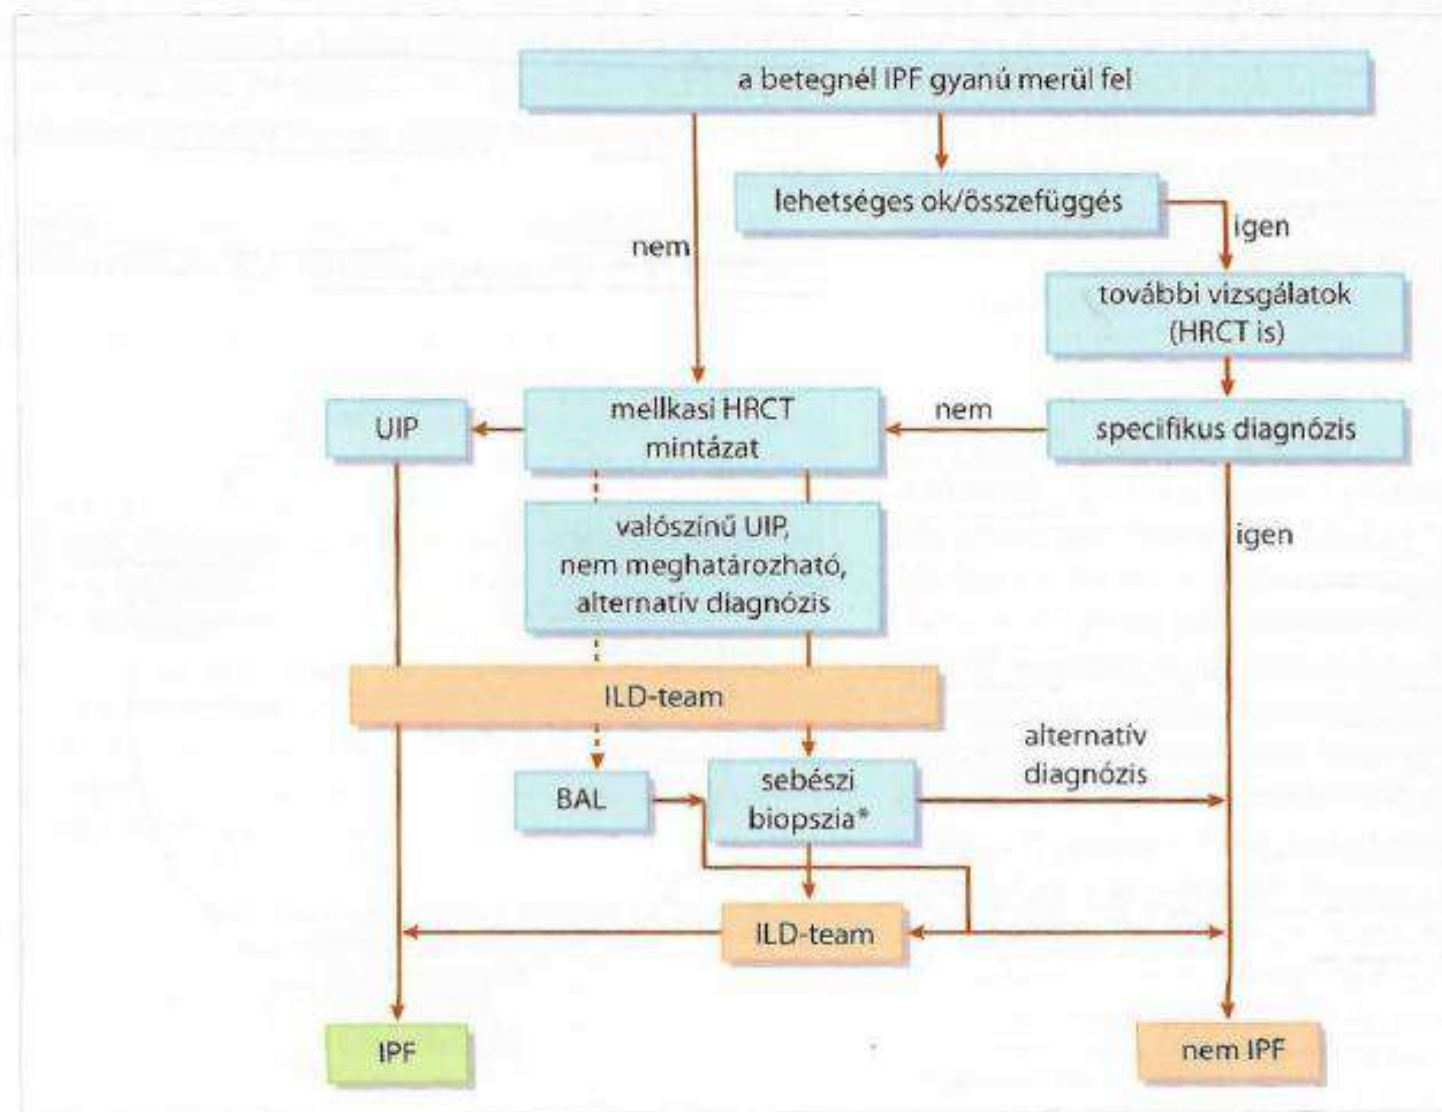 a betegnél IPF gyanú merül fel
lehetséges ok/összefüggés
igen
nem
további vizsgálatok
(HRCT is)
UIP
mellkasi HRCT
mintázat
nem
specifikus diagnózis
valószínű UIP,
nem meghatározható,
alternatív diagnózis
igen
ILD-team
BAL
sebészi
biopszia*
alternatív
diagnózis
ILD-team
IPF
nem IPF